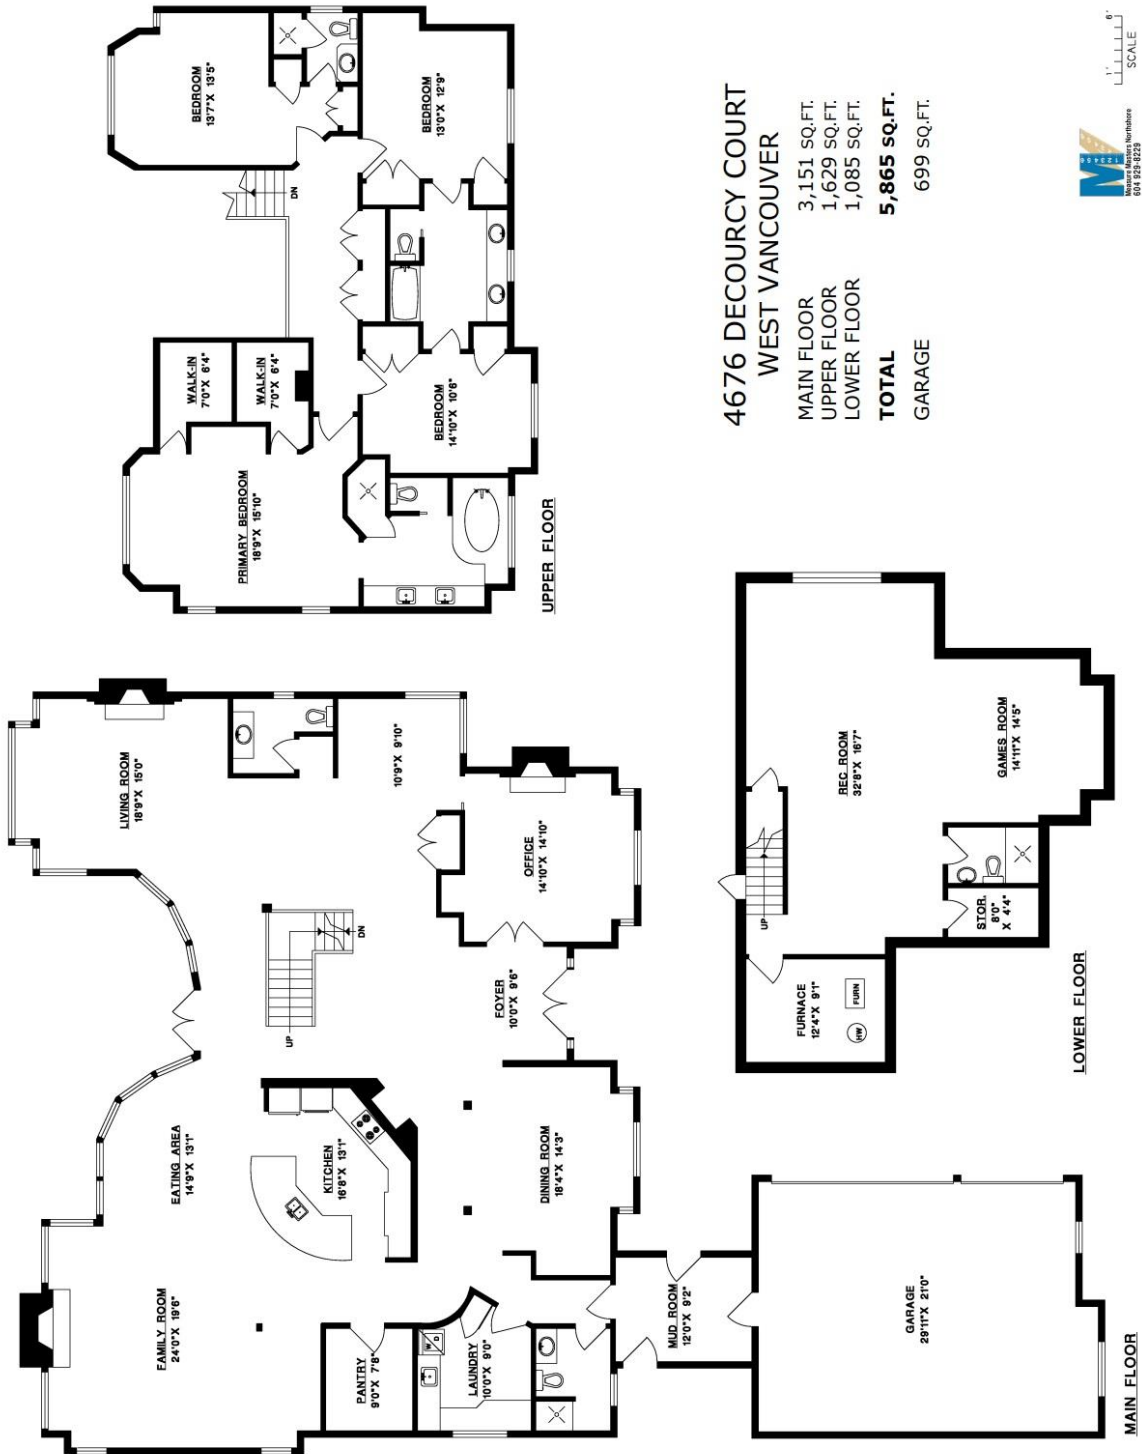 BEDROOM
13'7"X 13'5"
BEDROOM
13'0"X 12'9"
DN
WALK-IN
7'0"X 6'4"
WALK-IN
7'0"X 6'4"
BEDROOM
14'10"X 10'6"
PRIMARY BEDROOM
18'9"X 15'10"
UPPER FLOOR
4676 DECOURCY COURT
WEST VANCOUVER
MAIN FLOOR 3,151 SQ.FT.
UPPER FLOOR 1,629 SQ.FT.
LOWER FLOOR 1,085 SQ.FT.
TOTAL 5,865 SQ.FT.
GARAGE 699 SQ.FT.
1' 6'
SCALE
M
1 2 3 4 5 6
Measure Masters Northshore
604 929-8229
LIVING ROOM
18'9"X 15'0"
10'9"X 9'10"
OFFICE
14'10"X 14'10"
DN
UP
FOYER
10'0"X 9'6"
EATING AREA
14'9"X 13'1"
KITCHEN
16'8"X 13'1"
DINING ROOM
18'4"X 14'3"
FAMILY ROOM
24'0"X 19'6"
PANTRY
9'0"X 7'8"
W D
LAUNDRY
10'0"X 9'0"
MUD ROOM
12'0"X 9'2"
GARAGE
29'11"X 21'0"
MAIN FLOOR
REC ROOM
32'8"X 16'7"
GAMES ROOM
14'11"X 14'5"
UP
STOR.
8'0"
X 4'4"
FURNACE
12'4"X 9'1"
HW
FURN
LOWER FLOOR